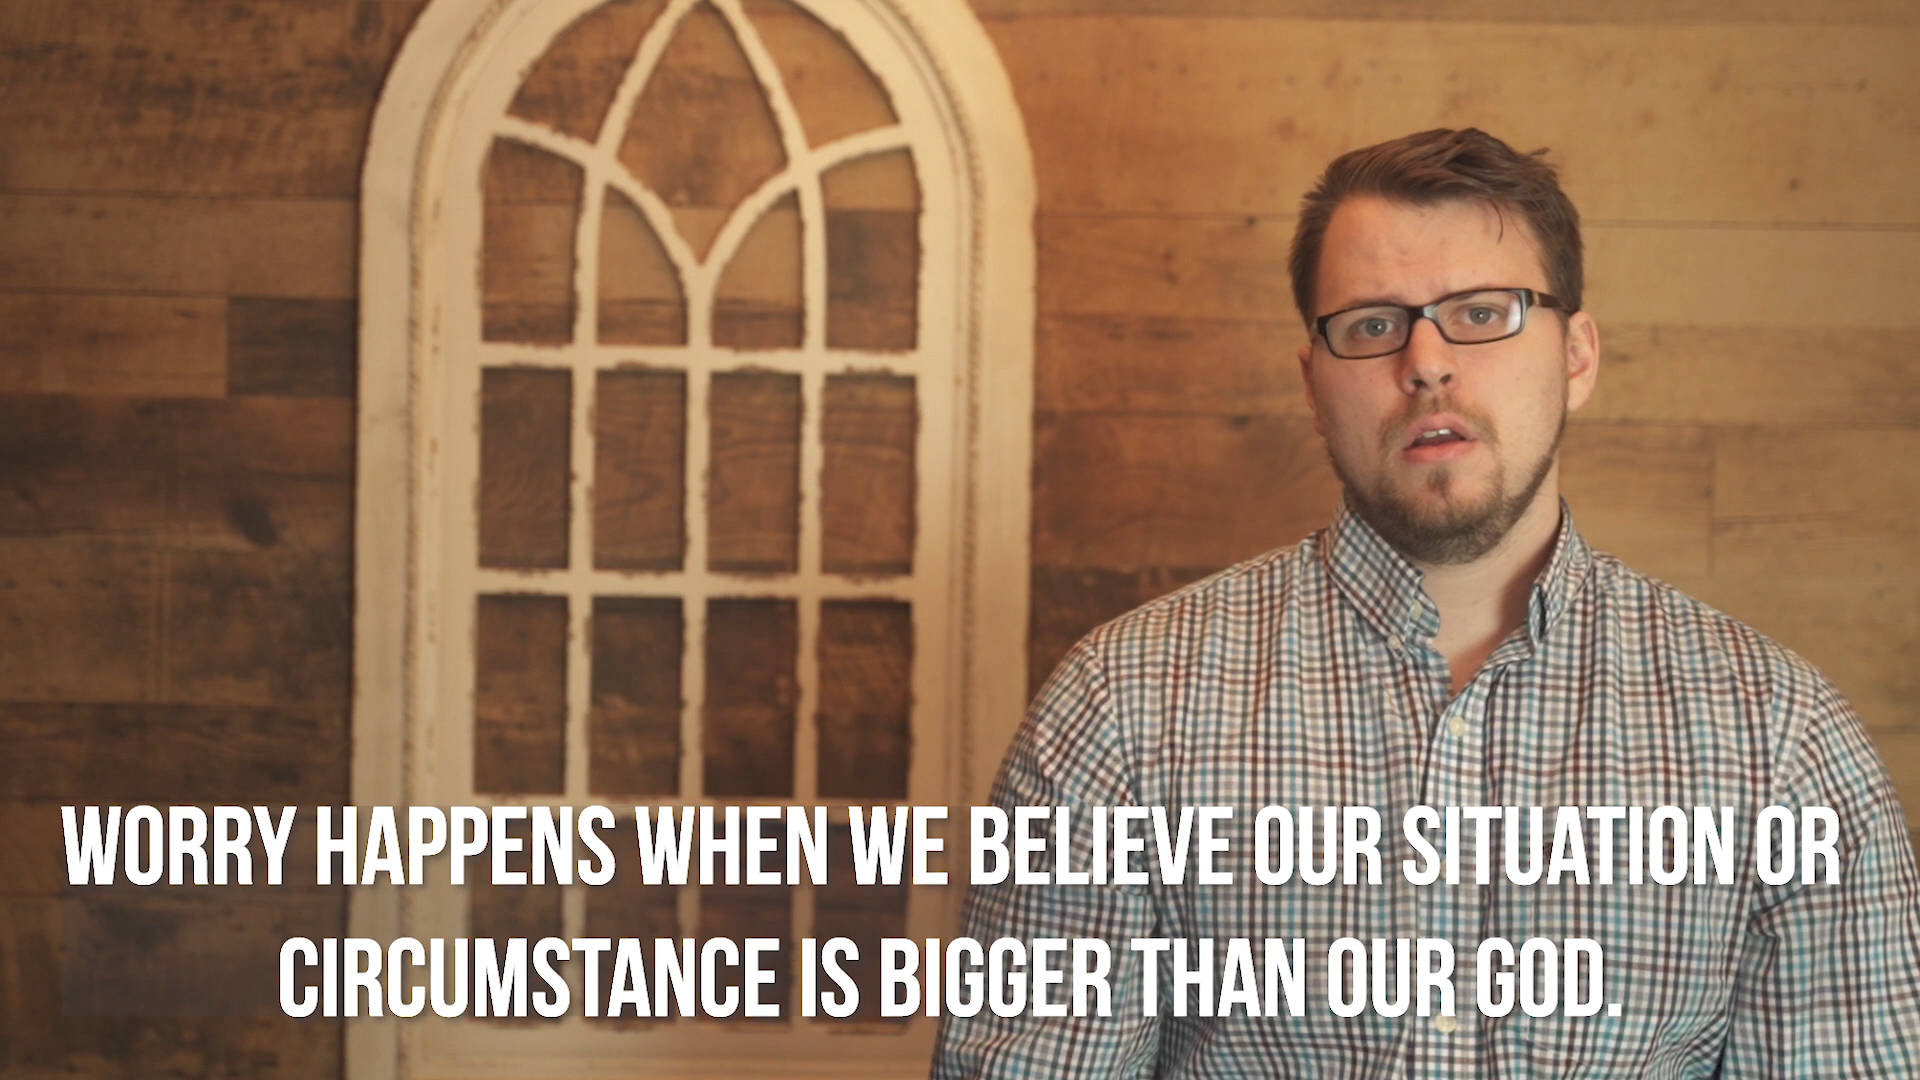 WORRY HAPPENS WHEN WE BELIEVE OUR SITUATION OR
CIRCUMSTANCE IS BIGGER THAN OUR GOD.